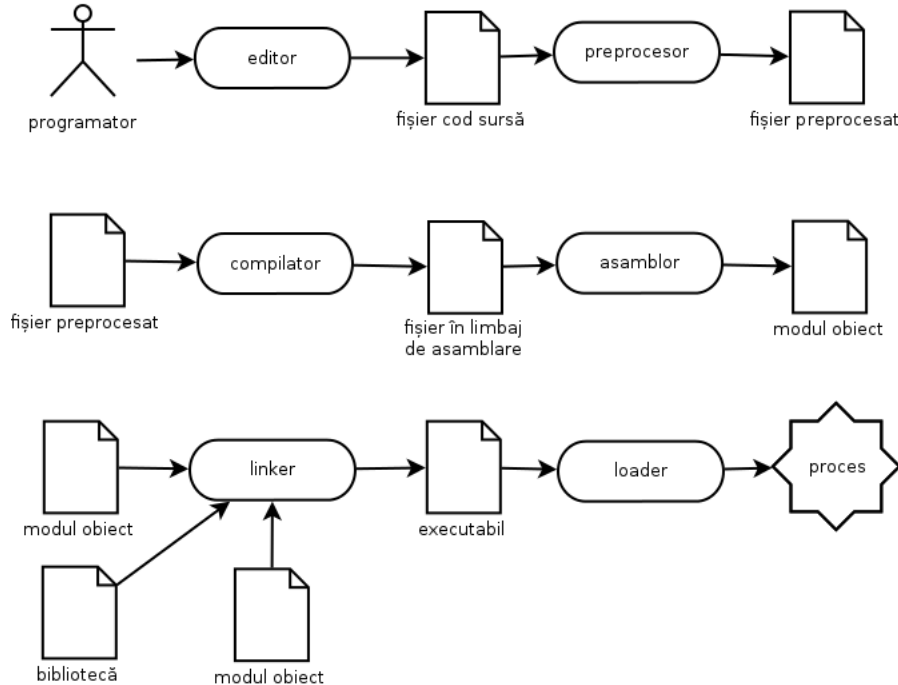 editor
preprocesor
programator
fișier cod sursă
fișier preprocesat
compilator
asamblor
fișier preprocesat
fișier în limbaj
de asamblare
modul obiect
linker
loader
proces
modul obiect
executabil
bibliotecă
modul obiect